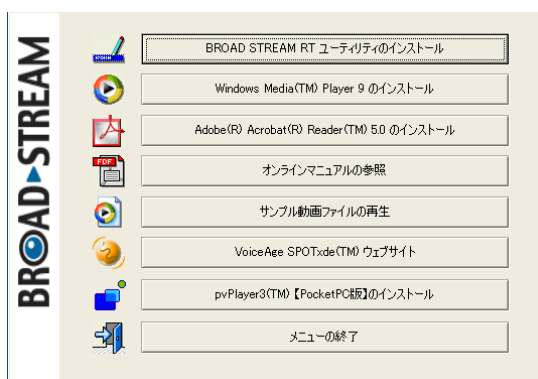 BROAD▶STREAM
BROAD STREAM RT ユーティリティのインストール
Windows Media(TM) Player 9 のインストール
Adobe(R) Acrobat(R) Reader(TM) 5.0 のインストール
PDF
オンラインマニュアルの参照
サンプル動画ファイルの再生
VoiceAge SPOTxde(TM) ウェブサイト
pvPlayer3(TM)【PocketPC版】のインストール
メニューの終了